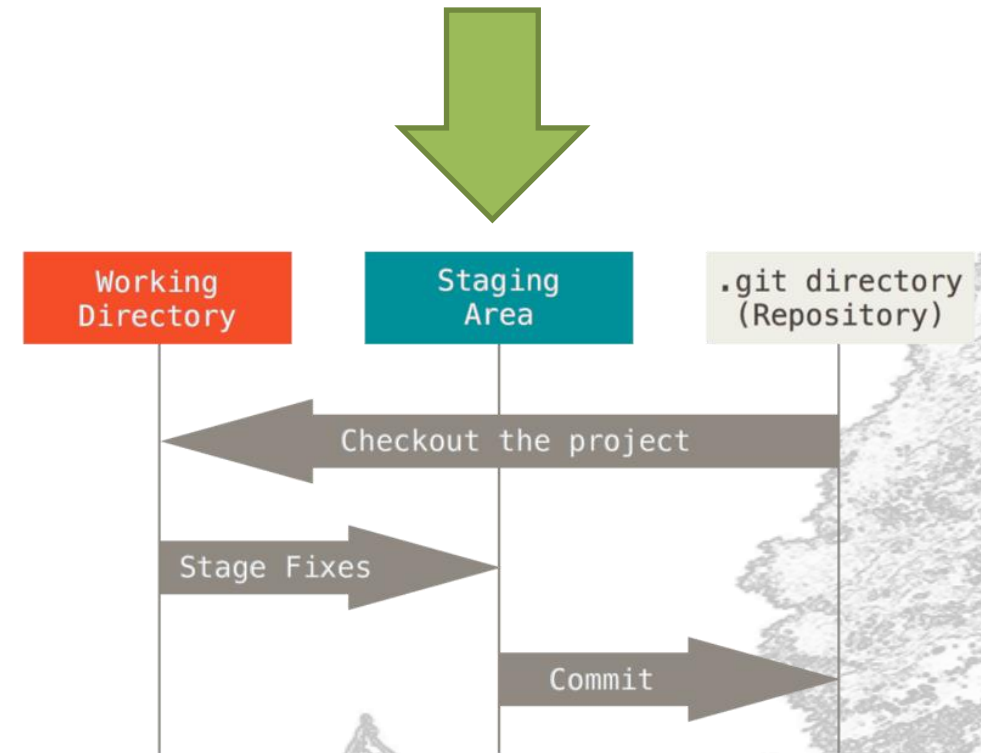 Working
Directory
Staging
Area
.git directory
(Repository)
Checkout the project
Stage Fixes
Commit